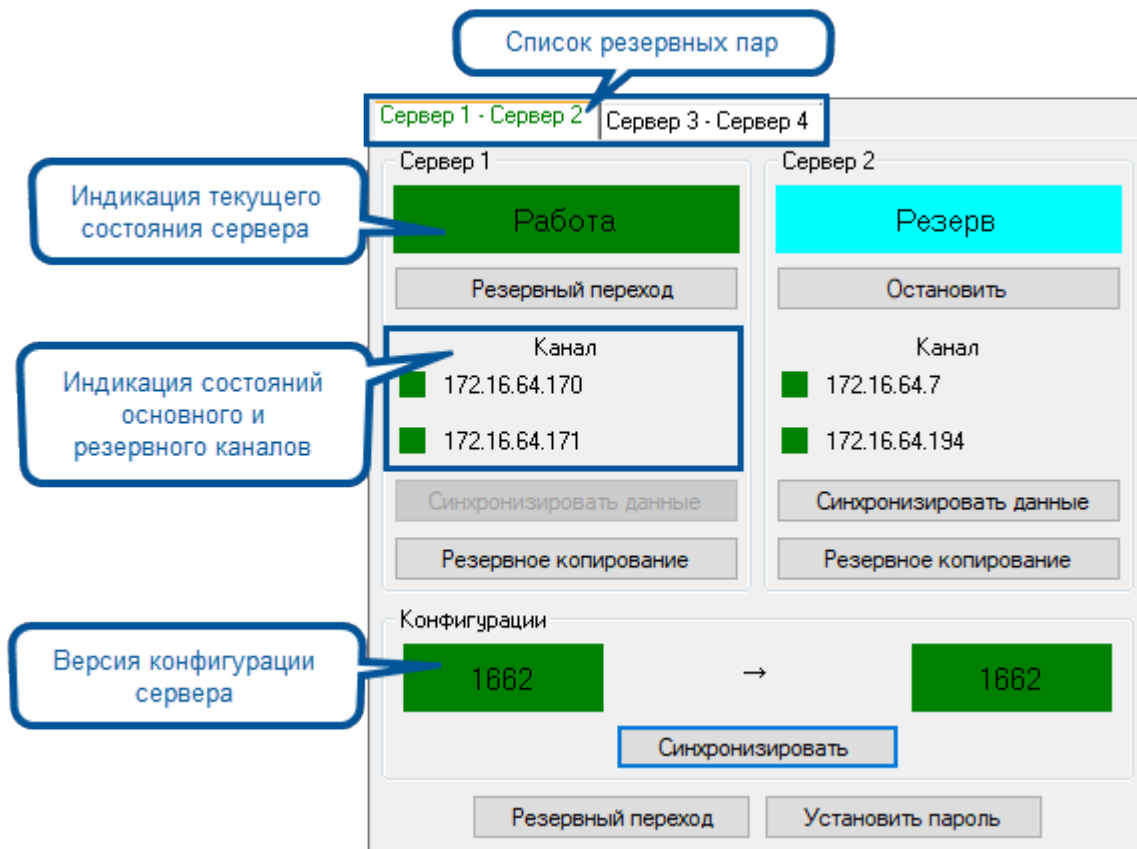 Список резервных пар
Сервер 1 - Сервер 2
Сервер 3 - Сервер 4
Индикация текущего
состояния сервера
Сервер 1
Работа
Резервный переход
Сервер 2
Резерв
Остановить
Индикация состояний
основного и
резервного каналов
Канал
172.16.64.170
172.16.64.171
Синхронизировать данные
Резервное копирование
Канал
172.16.64.7
172.16.64.194
Синхронизировать данные
Резервное копирование
Версия конфигурации
сервера
Конфигурации
1662 → 1662
Синхронизировать
Резервный переход
Установить пароль